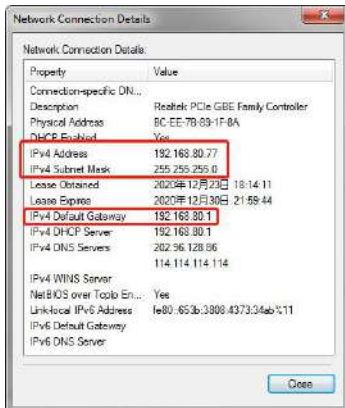 Network Connection Details
Network Connection Details:
Property Value
Connection-specific DN...
Description Realtek PCIe GBE Family Controller
Physical Address BC-EE-7B-89-1F-8A
DHCP Enabled Yes
IPv4 Address 192.168.80.77
IPv4 Subnet Mask 255.255.255.0
Lease Obtained 2020年12月23日 18:14:11
Lease Expires 2020年12月30日 21:59:44
IPv4 Default Gateway 192.168.80.1
IPv4 DHCP Server 192.168.80.1
IPv4 DNS Servers 202.96.128.86
114.114.114.114
IPv4 WINS Server
NetBIOS over Tcpip En... Yes
Link-local IPv6 Address fe80::653b:3808:4373:34ab%11
IPv6 Default Gateway
IPv6 DNS Server
Close